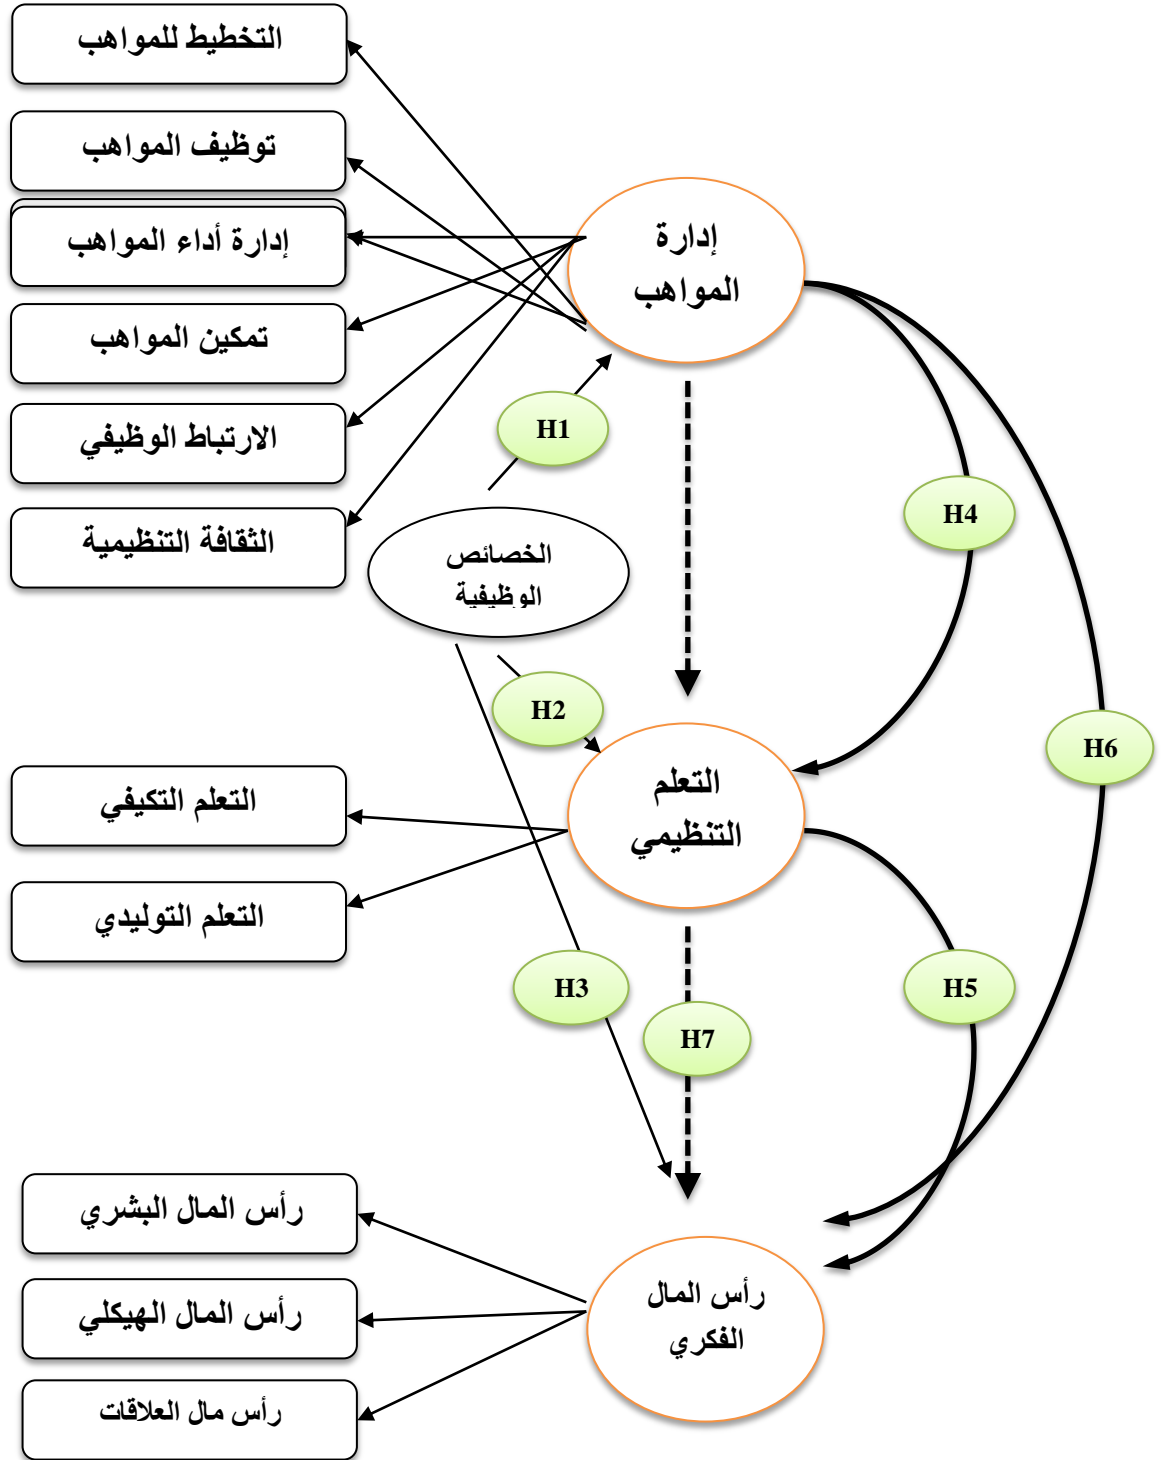 التخطيط للمواهب
توظيف المواهب
إدارة أداء المواهب
تمكين المواهب
الارتباط الوظيفي
الثقافة التنظيمية
إدارة
المواهب
H1
H4
الخصائص
الوظيفية
H2
H6
التعلم
التنظيمي
التعلم التكيفي
التعلم التوليدي
H3
H7
H5
رأس المال البشري
رأس المال الهيكلي
رأس مال العلاقات
رأس المال
الفكري